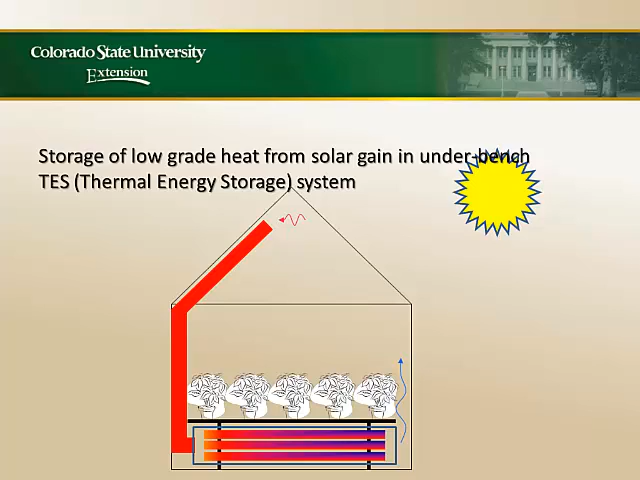 Colorado State University
Extension
Storage of low grade heat from solar gain in under-bench
TES (Thermal Energy Storage) system